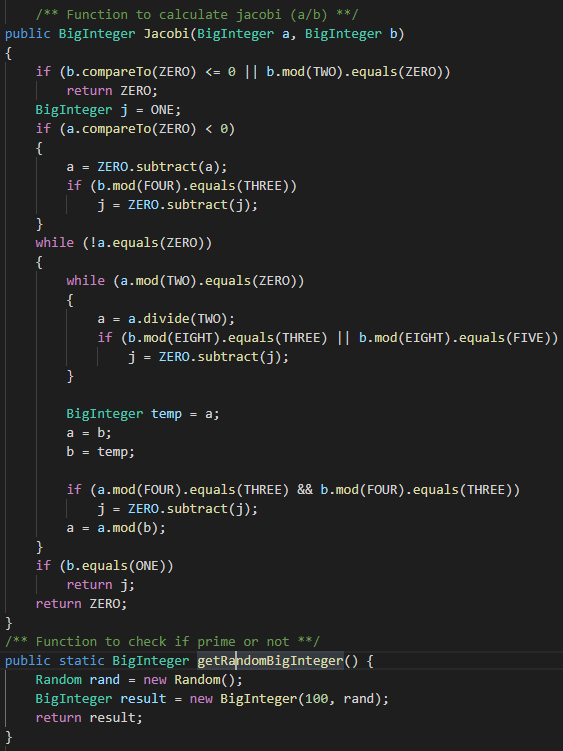 /** Function to calculate jacobi (a/b) **/
public BigInteger Jacobi(BigInteger a, BigInteger b)
{
if (b.compareTo(ZERO) <= 0 || b.mod(TWO).equals(ZERO))
return ZERO;
BigInteger j = ONE;
if (a.compareTo(ZERO) < 0)
{
a = ZERO.subtract(a);
if (b.mod(FOUR).equals(THREE))
j = ZERO.subtract(j);
}
while (!a.equals(ZERO))
{
while (a.mod(TWO).equals(ZERO))
{
a = a.divide(TWO);
if (b.mod(EIGHT).equals(THREE) || b.mod(EIGHT).equals(FIVE))
j = ZERO.subtract(j);
}
BigInteger temp = a;
a = b;
b = temp;
if (a.mod(FOUR).equals(THREE) && b.mod(FOUR).equals(THREE))
j = ZERO.subtract(j);
a = a.mod(b);
}
if (b.equals(ONE))
return j;
return ZERO;
}
/** Function to check if prime or not **/
public static BigInteger getRandomBigInteger() {
Random rand = new Random();
BigInteger result = new BigInteger(100, rand);
return result;
}